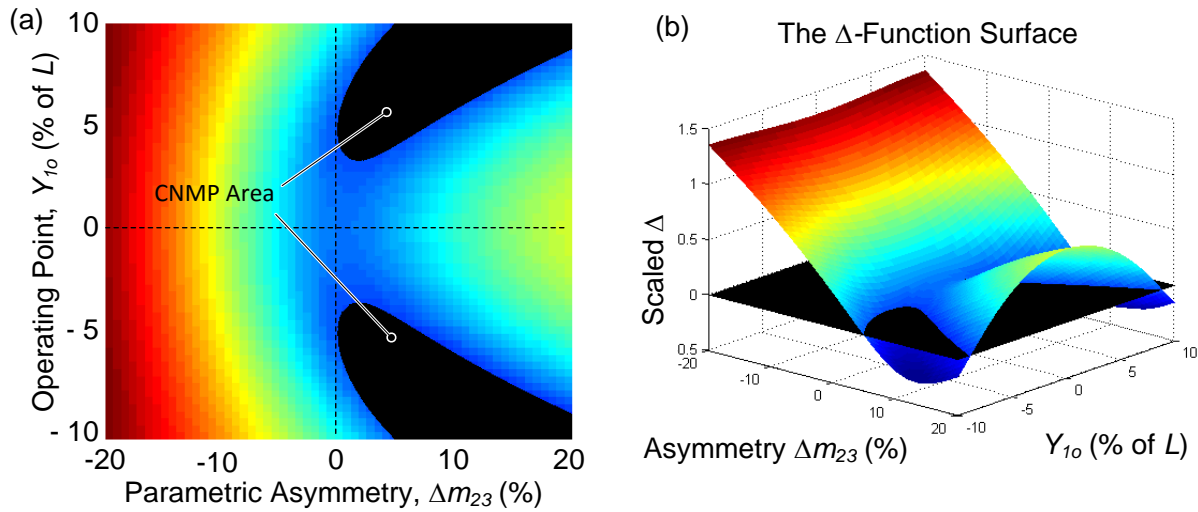 (a)
10
5
0
- 5
- 10
Operating Point, Y1o (% of L)
CNMP Area
-20
-10
0
10
20
Parametric Asymmetry, Δm23 (%)
(b)
The Δ-Function Surface
1.5
1
0.5
0
0.5
Scaled Δ
-20
-10
0
10
20
Asymmetry Δm23 (%)
-10
-5
0
5
10
Y1o (% of L)